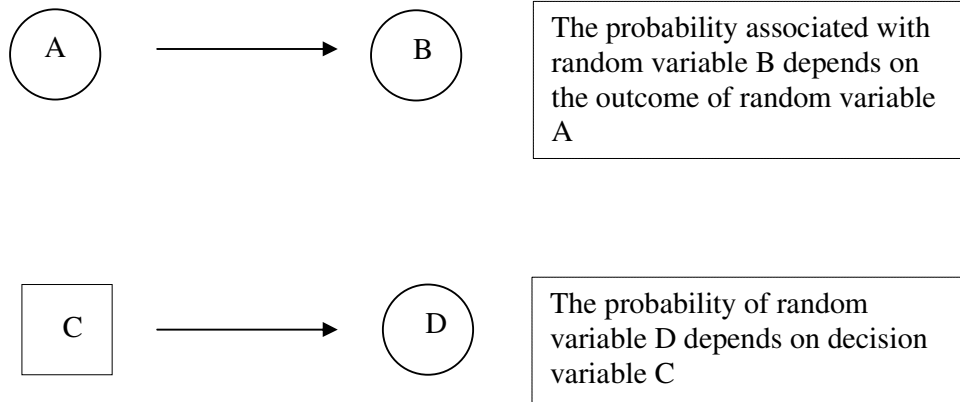 A
B
The probability associated with
random variable B depends on
the outcome of random variable
A
C
D
The probability of random
variable D depends on decision
variable C